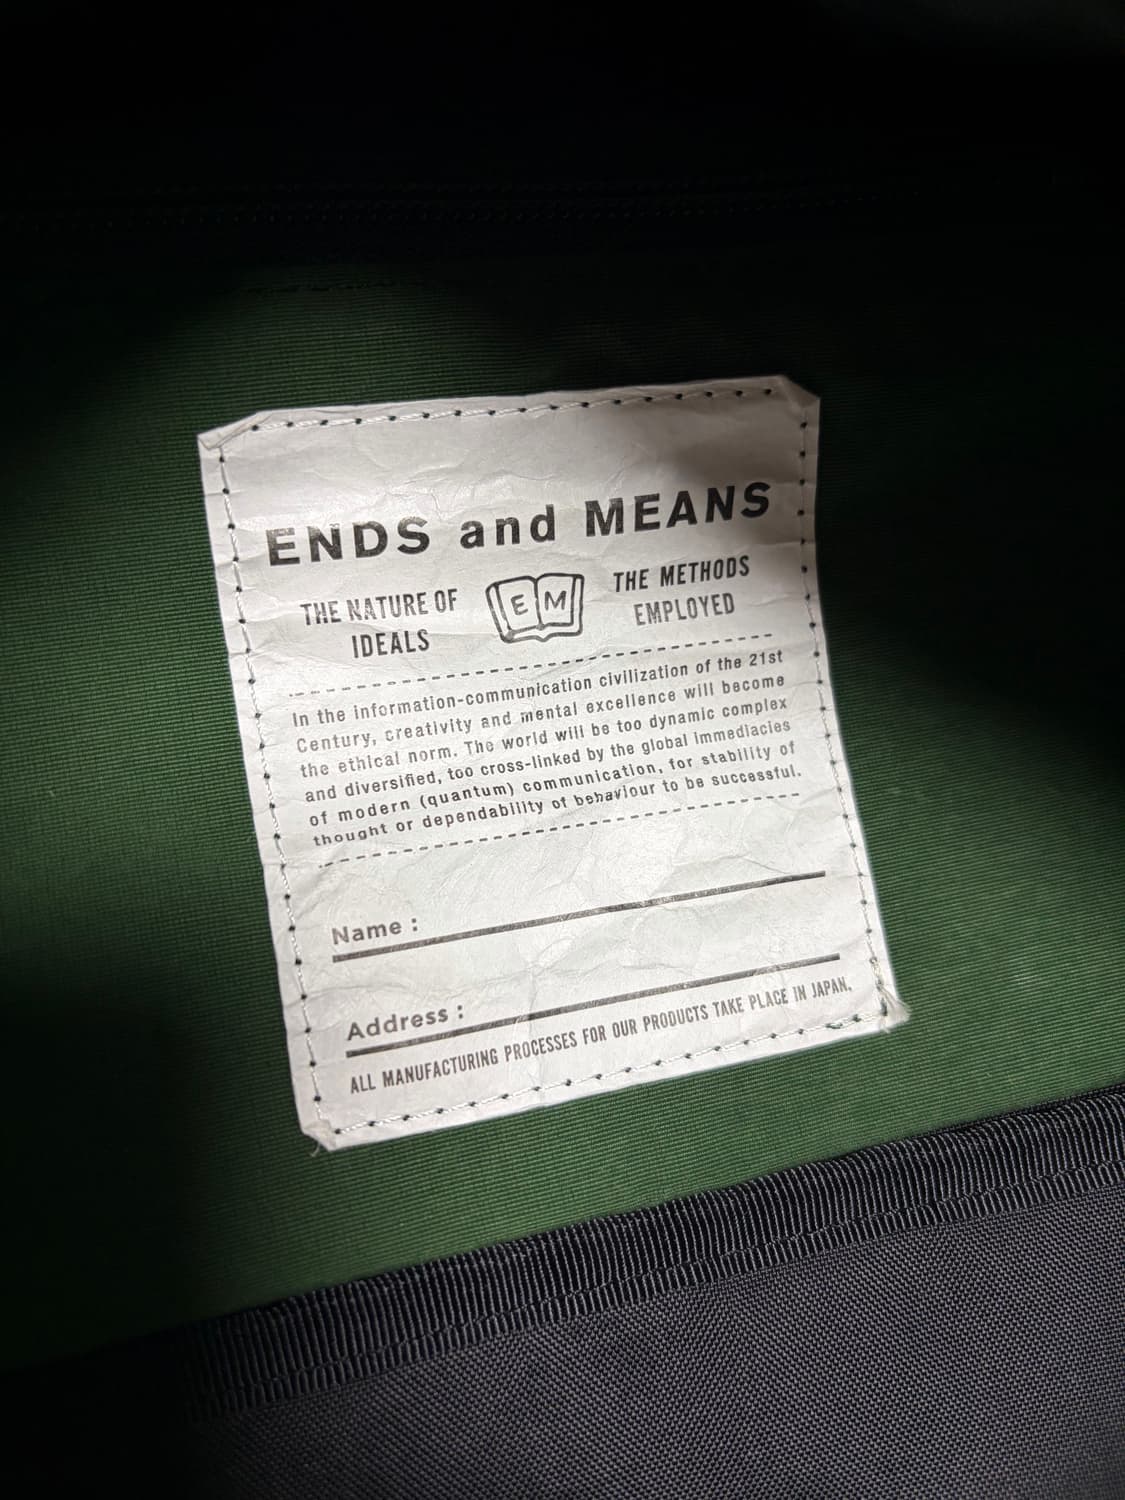 ENDS and MEANS
THE NATURE OF
IDEALS
E M
THE METHODS
EMPLOYED
In the information-communication civilization of the 21st
Century, creativity and mental excellence will become
the ethical norm. The world will be too dynamic complex
and diversified, too cross-linked by the global immediacies
of modern (quantum) communication, for stability of
thought or dependability of behaviour to be successful.
Name :
Address :
ALL MANUFACTURING PROCESSES FOR OUR PRODUCTS TAKE PLACE IN JAPAN.